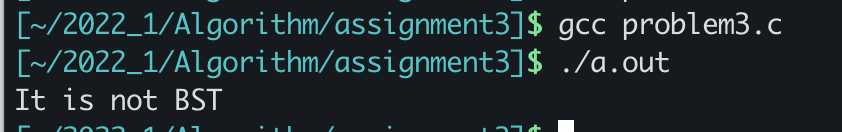 [~/2022_1/Algorithm/assignment3]$ gcc problem3.c
[~/2022_1/Algorithm/assignment3]$ ./a.out
It is not BST